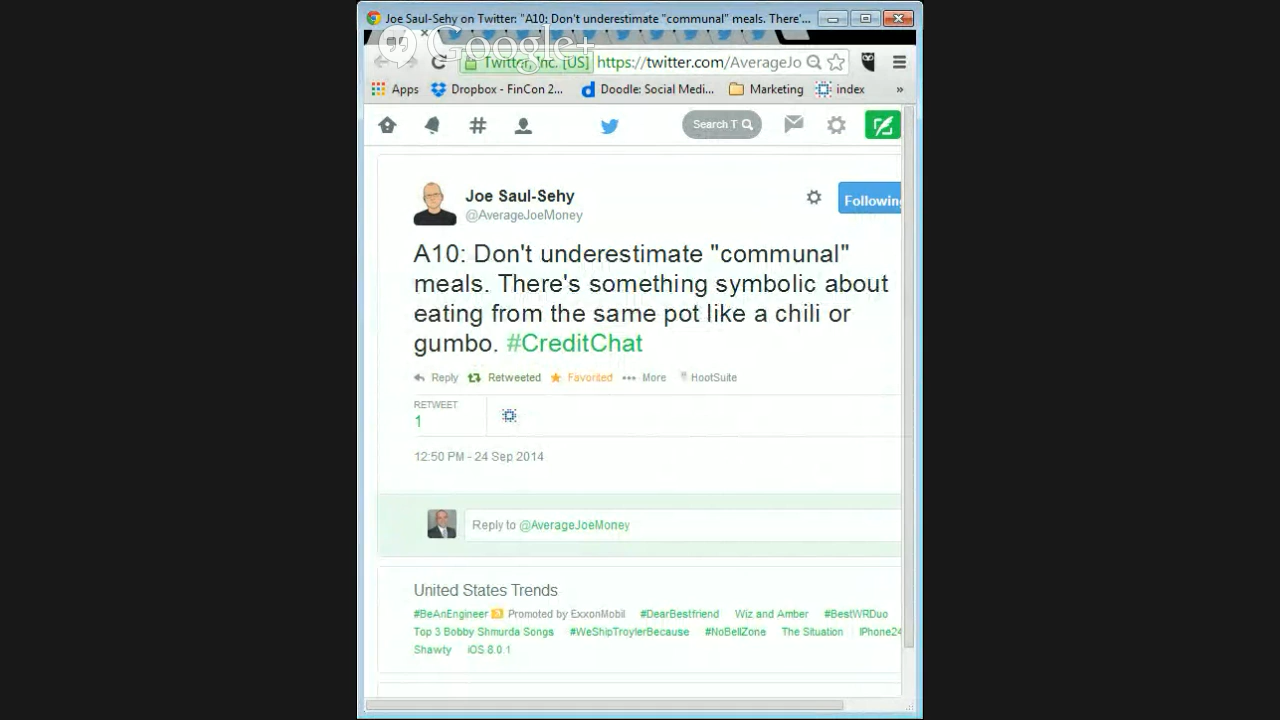 Joe Saul-Sehy on Twitter: "A10: Don't underestimate "communal" meals. There'...
Google+
Twitter, Inc. [US] https://twitter.com/AverageJo
Apps Dropbox - FinCon 2... Doodle: Social Medi... Marketing index »
Search T
Joe Saul-Sehy
@AverageJoeMoney
Following
A10: Don't underestimate "communal"
meals. There's something symbolic about
eating from the same pot like a chili or
gumbo. #CreditChat
Reply Retweeted Favorited ••• More HootSuite
RETWEET
1
12:50 PM - 24 Sep 2014
Reply to @AverageJoeMoney
United States Trends
#BeAnEngineer Promoted by ExxonMobil #DearBestfriend Wiz and Amber #BestWRDuo
Top 3 Bobby Shmurda Songs #WeShipTroylerBecause #NoBellZone The Situation IPhone24
Shawty iOS 8.0.1